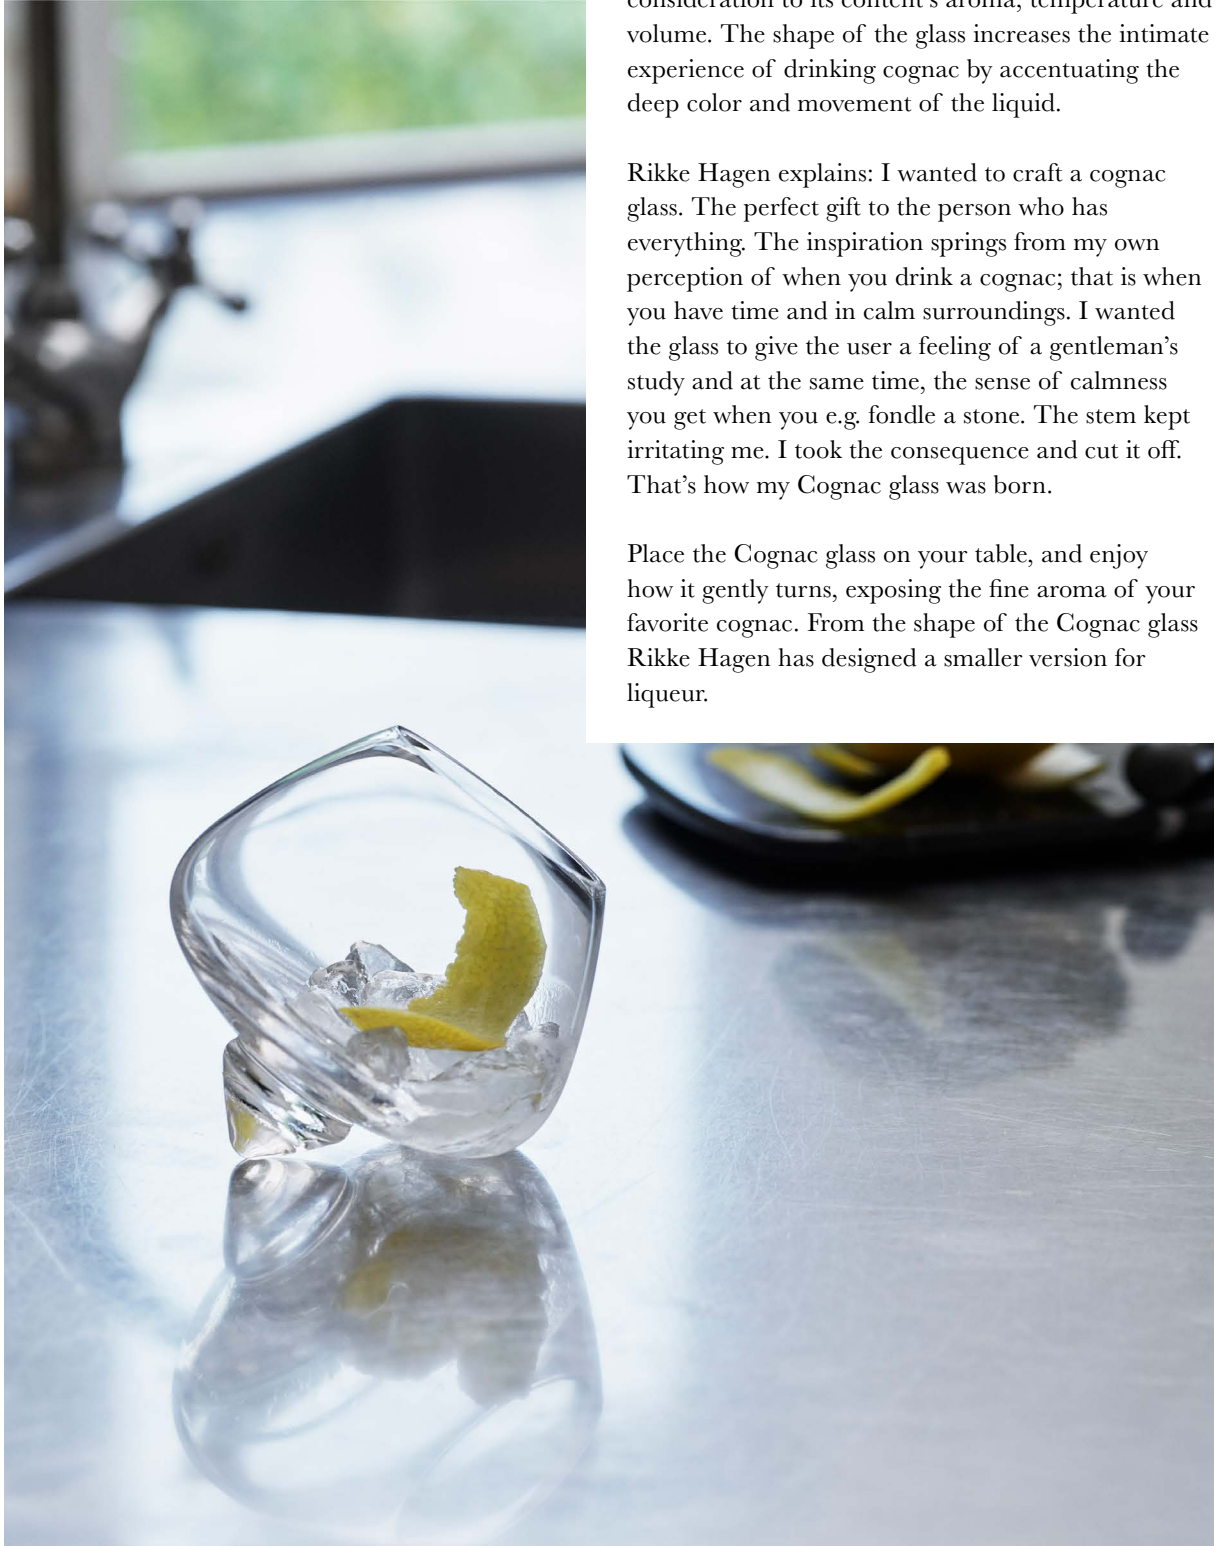 consideration to its content's aroma, temperature and
volume. The shape of the glass increases the intimate
experience of drinking cognac by accentuating the
deep color and movement of the liquid.
Rikke Hagen explains: I wanted to craft a cognac
glass. The perfect gift to the person who has
everything. The inspiration springs from my own
perception of when you drink a cognac; that is when
you have time and in calm surroundings. I wanted
the glass to give the user a feeling of a gentleman’s
study and at the same time, the sense of calmness
you get when you e.g. fondle a stone. The stem kept
irritating me. I took the consequence and cut it off.
That’s how my Cognac glass was born.
Place the Cognac glass on your table, and enjoy
how it gently turns, exposing the fine aroma of your
favorite cognac. From the shape of the Cognac glass
Rikke Hagen has designed a smaller version for
liqueur.